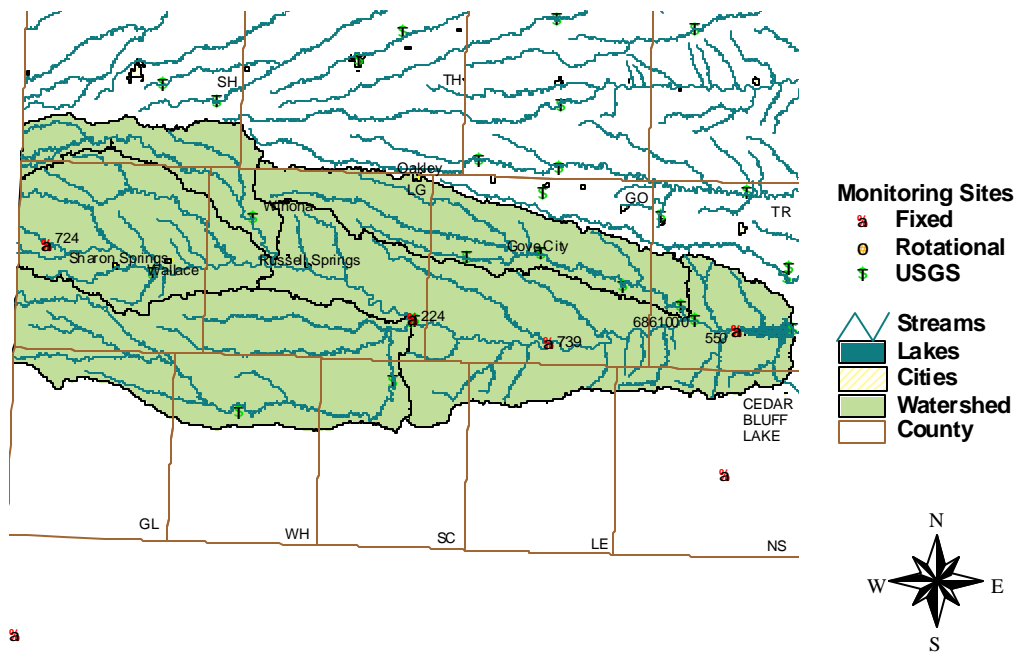 SH
TH
Oakley
LG
GO
TR
Winona
724
Sharon Springs
Wallace
Russell Springs
Gove City
224
739
6861000
550
CEDAR
BLUFF
LAKE
GL
WH
SC
LE
NS
Monitoring Sites
Fixed
Rotational
USGS
Streams
Lakes
Cities
Watershed
County
N
W
E
S